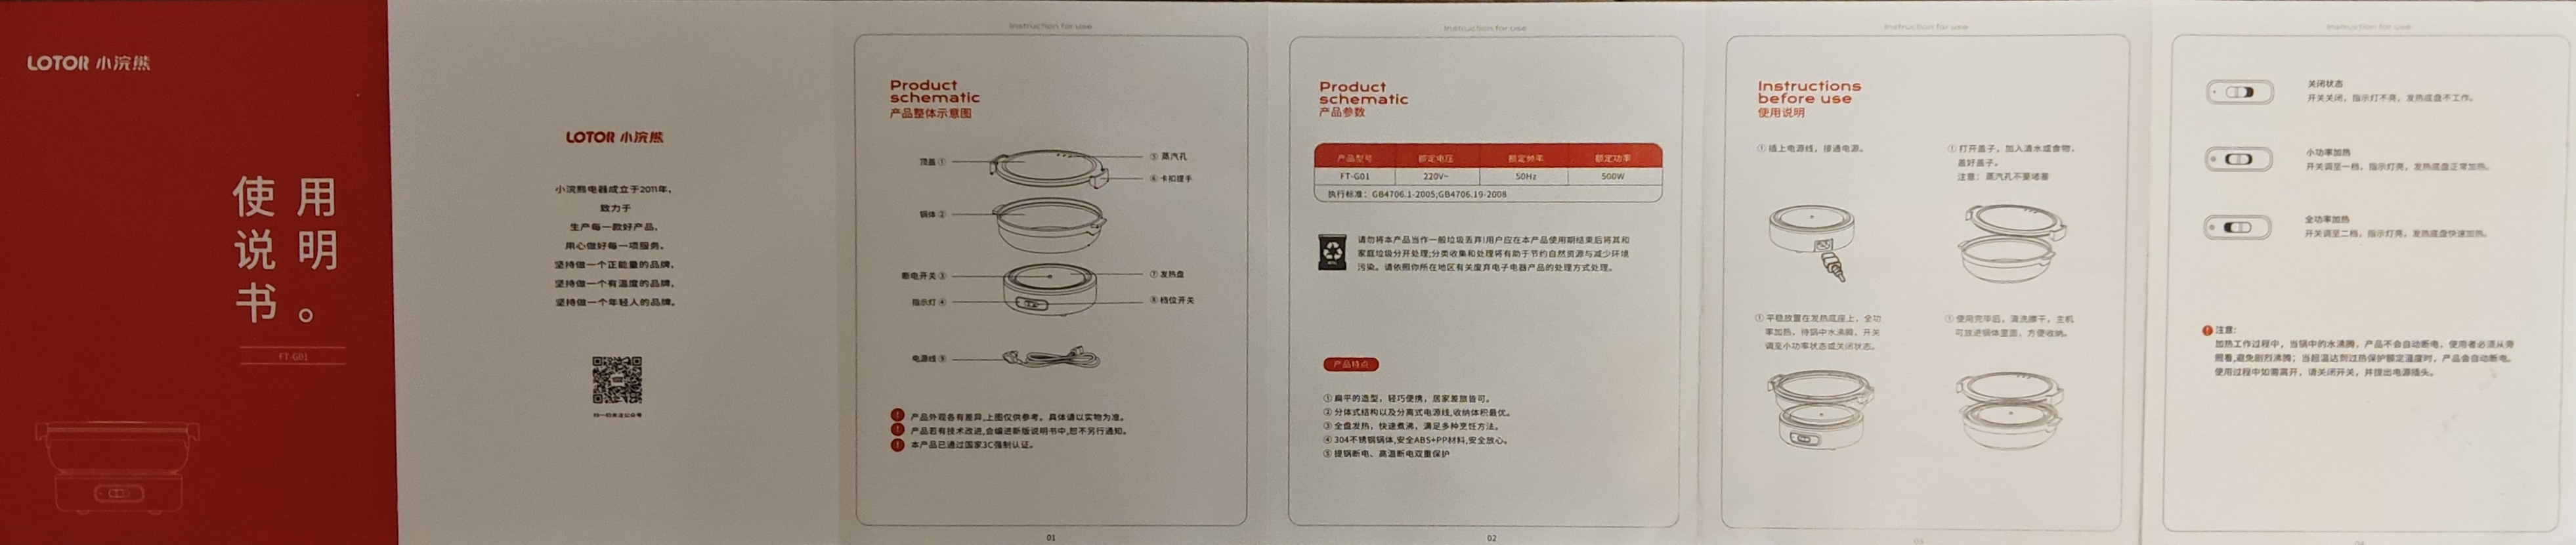 LOTOR 小浣熊
使用
说明
书。
FT-G01
LOTOR 小浣熊
小浣熊电器成立于2011年，
致力于
生产每一款好产品，
用心做好每一项服务。
坚持做一个正能量的品牌，
坚持做一个有温度的品牌，
坚持做一个年轻人的品牌。
扫一扫关注公众号
Instruction for use
Product
schematic
产品整体示意图
顶盖①
⑤ 蒸汽孔
⑥ 卡扣提手
锅体②
断电开关③
⑦ 发热盘
指示灯④
⑧ 档位开关
电源线⑨
! 产品外观各有差异,上图仅供参考。具体请以实物为准。
! 产品若有技术改进,会编进新版说明书中,恕不另行通知。
! 本产品已通过国家3C强制认证。
01
Instruction for use
Product
schematic
产品参数
产品型号 额定电压 额定频率 额定功率
FT-G01 220V~ 50Hz 500W
执行标准：GB4706.1-2005;GB4706.19-2008
请勿将本产品当作一般垃圾丢弃!用户应在本产品使用期结束后将其和
家庭垃圾分开处理;分类收集和处理将有助于节约自然资源与减少环境
污染。请依照你所在地区有关废弃电子电器产品的处理方式处理。
产品特点
① 扁平的造型，轻巧便携，居家差旅皆可。
② 分体式结构以及分离式电源线,收纳体积最优。
③ 全盘发热，快速煮沸，满足多种烹饪方法。
④ 304不锈钢锅体,安全ABS+PP材料,安全放心。
⑤ 提锅断电、高温断电双重保护
02
Instruction for use
Instructions
before use
使用说明
① 插上电源线，接通电源。
① 打开盖子，加入清水或食物，
盖好盖子。
注意：蒸汽孔不要堵塞
① 平稳放置在发热底座上，全功
率加热，待锅中水沸腾，开关
调至小功率状态或关闭状态。
① 使用完毕后，清洗擦干，主机
可放进锅体里面，方便收纳。
03
Instruction for use
关闭状态
开关关闭，指示灯不亮，发热底盘不工作。
小功率加热
开关调至一档，指示灯亮，发热底盘正常加热。
全功率加热
开关调至二档，指示灯亮，发热底盘快速加热。
! 注意：
加热工作过程中，当锅中的水沸腾，产品不会自动断电，使用者必须从旁
照看,避免剧烈沸腾；当超温达到过热保护额定温度时，产品会自动断电。
使用过程中如需离开，请关闭开关，并拔出电源插头。